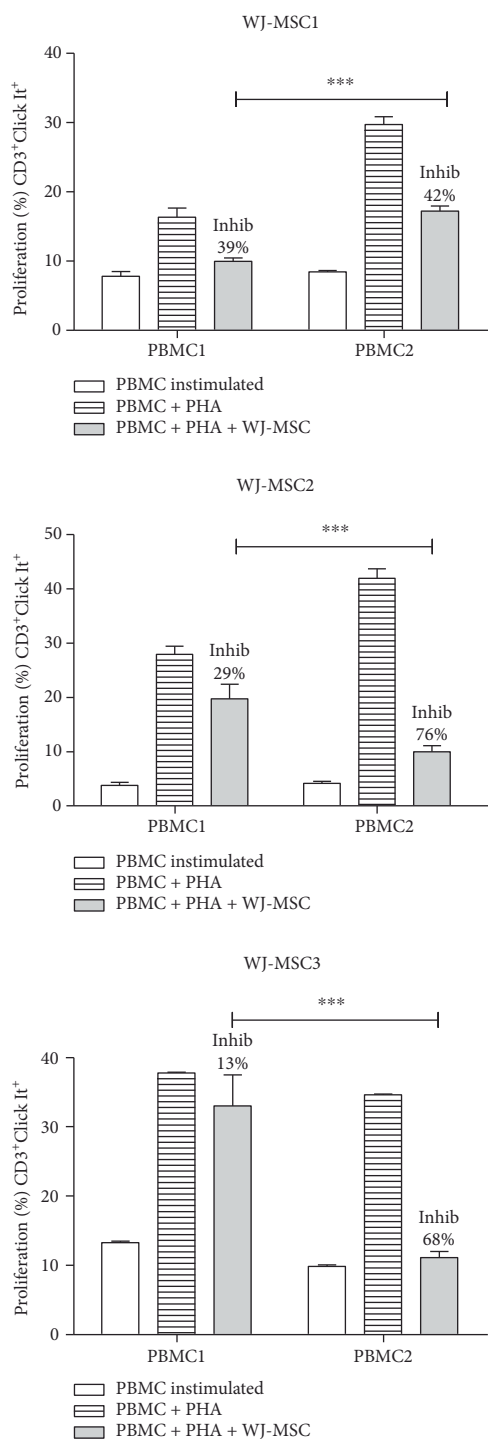 WJ-MSC1
Proliferation (%) CD3⁺Click It⁺
40
30
20
10
0
***
Inhib
39%
Inhib
42%
PBMC1
PBMC2
PBMC instimulated
PBMC + PHA
PBMC + PHA + WJ-MSC
WJ-MSC2
Proliferation (%) CD3⁺Click It⁺
50
40
30
20
10
0
***
Inhib
29%
Inhib
76%
PBMC1
PBMC2
PBMC instimulated
PBMC + PHA
PBMC + PHA + WJ-MSC
WJ-MSC3
Proliferation (%) CD3⁺Click It⁺
40
30
20
10
0
***
Inhib
13%
Inhib
68%
PBMC1
PBMC2
PBMC instimulated
PBMC + PHA
PBMC + PHA + WJ-MSC